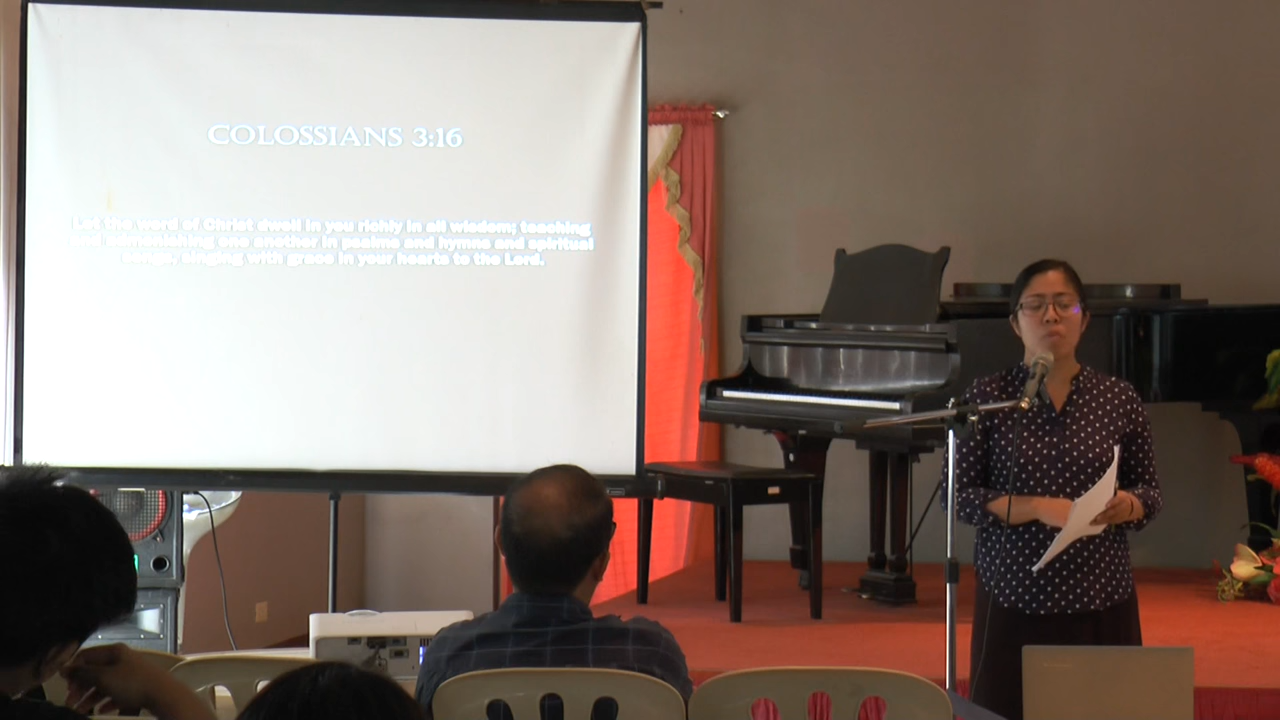 COLOSSIANS 3:16
Let the word of Christ dwell in you richly in all wisdom; teaching
and admonishing one another in psalms and hymns and spiritual
songs, singing with grace in your hearts to the Lord.